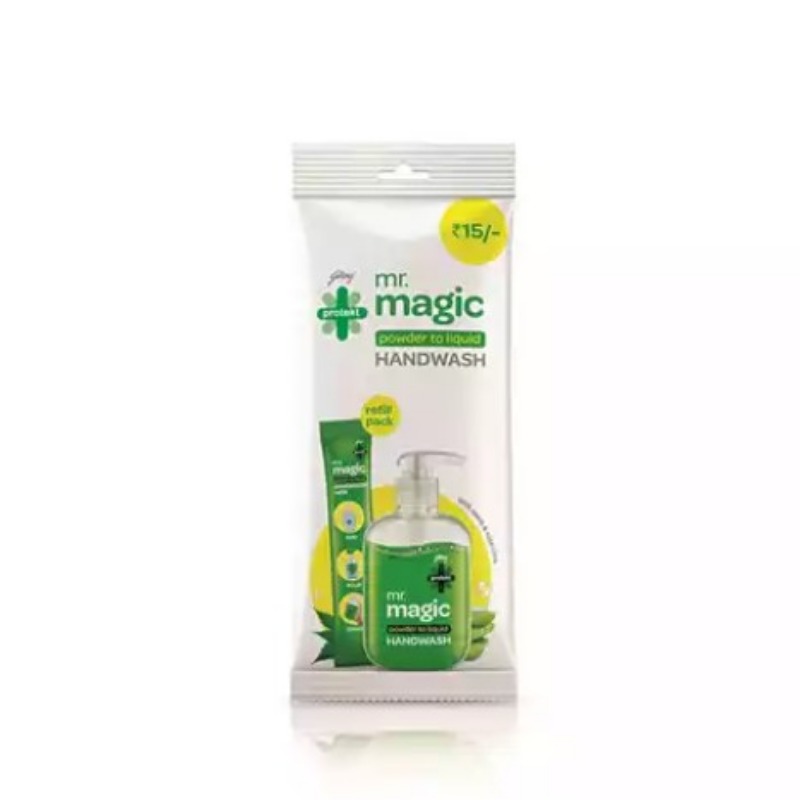 ₹15/-
Godrej
protekt
mr.
magic
powder to liquid
HANDWASH
refill
pack
mr.
magic
protekt
mr.
magic
powder to liquid
HANDWASH